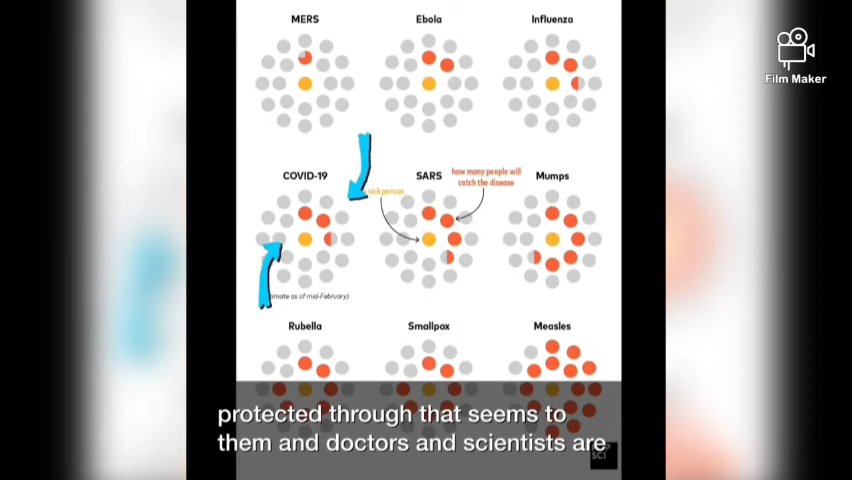 MERS
Ebola
Influenza
Film Maker
COVID-19
SARS
how many people will
catch the disease
Mumps
sick person
as of mid-February)
Rubella
Smallpox
Measles
protected through that seems to
them and doctors and scientists are
SCI